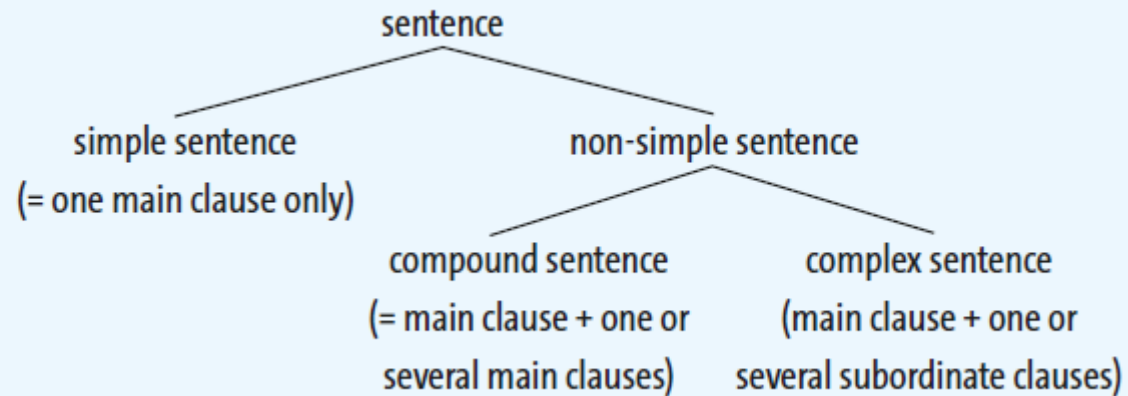 sentence
simple sentence
(= one main clause only)
non-simple sentence
compound sentence
(= main clause + one or
several main clauses)
complex sentence
(main clause + one or
several subordinate clauses)